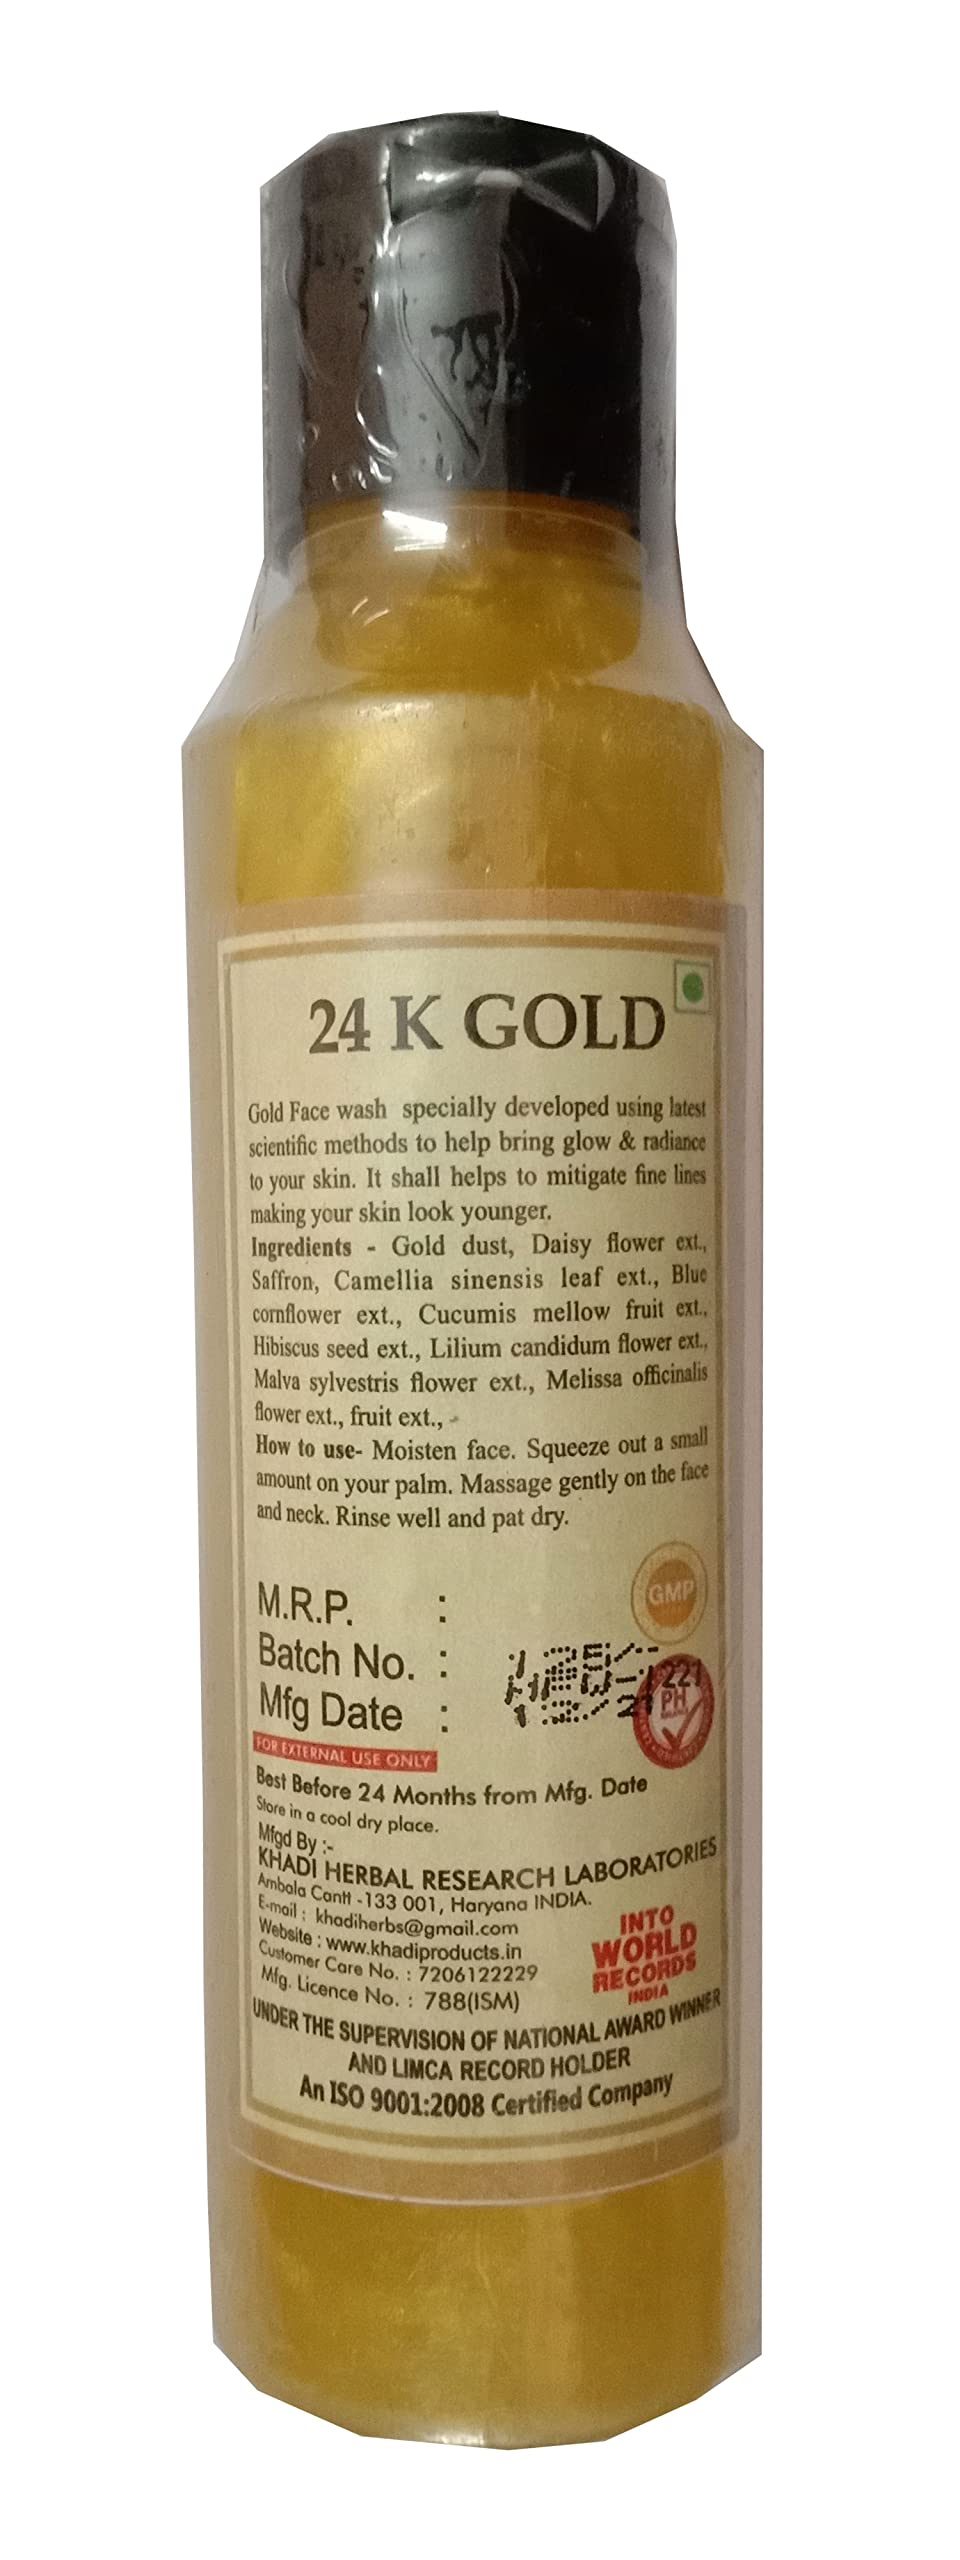 24 K GOLD
Gold Face wash specially developed using latest
scientific methods to help bring glow & radiance
to your skin. It shall helps to mitigate fine lines
making your skin look younger.
Ingredients - Gold dust, Daisy flower ext.,
Saffron, Camellia sinensis leaf ext., Blue
cornflower ext., Cucumis mellow fruit ext.,
Hibiscus seed ext., Lilium candidum flower ext.,
Malva sylvestris flower ext., Melissa officinalis
flower ext., fruit ext., -
How to use- Moisten face. Squeeze out a small
amount on your palm. Massage gently on the face
and neck. Rinse well and pat dry.
GMP
M.R.P. :
Batch No. :
Mfg Date :
221
PH
21
FOR EXTERNAL USE ONLY
Best Before 24 Months from Mfg. Date
Store in a cool dry place.
Mfgd By :-
KHADI HERBAL RESEARCH LABORATORIES
Ambala Cantt -133 001, Haryana INDIA.
E-mail : khadiherbs@gmail.com
Website : www.khadiproducts.in
Customer Care No. : 7206122229
Mfg. Licence No. : 788(ISM)
INTO
WORLD
RECORDS
INDIA
UNDER THE SUPERVISION OF NATIONAL AWARD WINNER
AND LIMCA RECORD HOLDER
An ISO 9001:2008 Certified Company